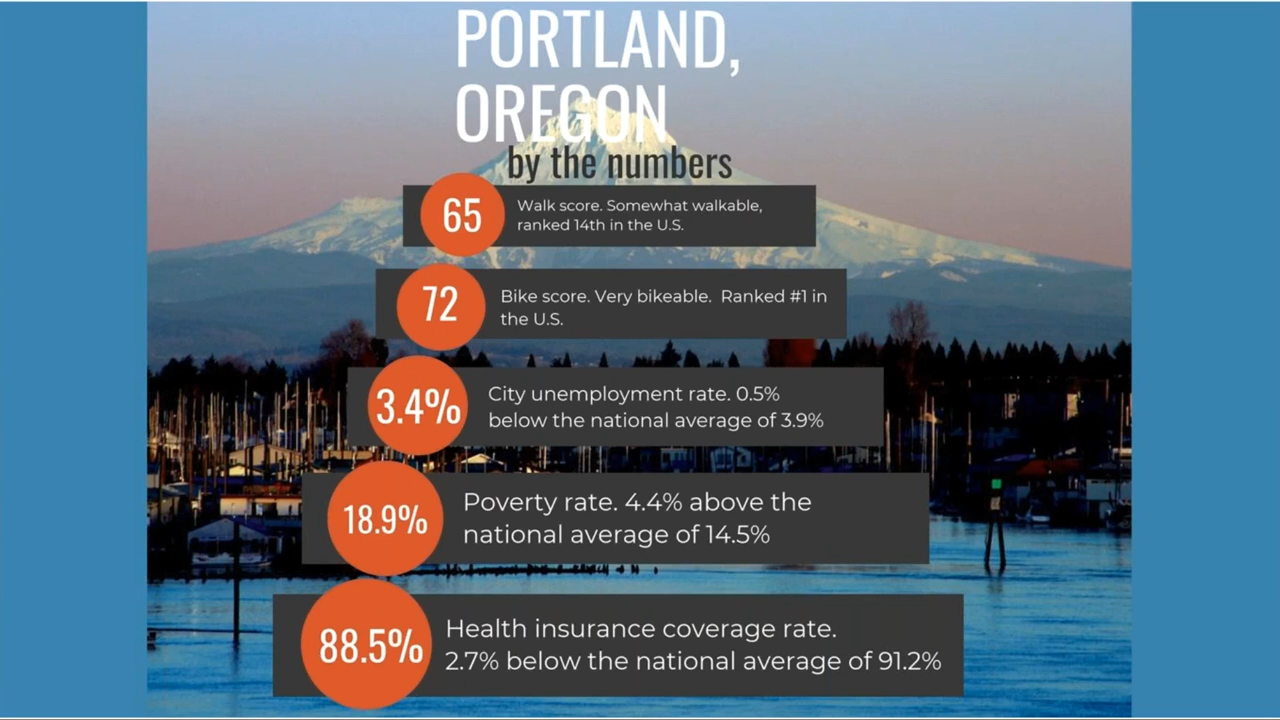 PORTLAND,
OREGON
by the numbers
65
Walk score. Somewhat walkable,
ranked 14th in the U.S.
72
Bike score. Very bikeable. Ranked #1 in
the U.S.
3.4%
City unemployment rate. 0.5%
below the national average of 3.9%
18.9%
Poverty rate. 4.4% above the
national average of 14.5%
88.5%
Health insurance coverage rate.
2.7% below the national average of 91.2%